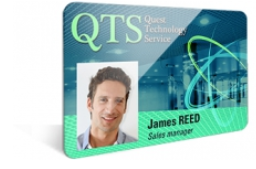 QTS Quest
Technology
Service
James REED
Sales manager